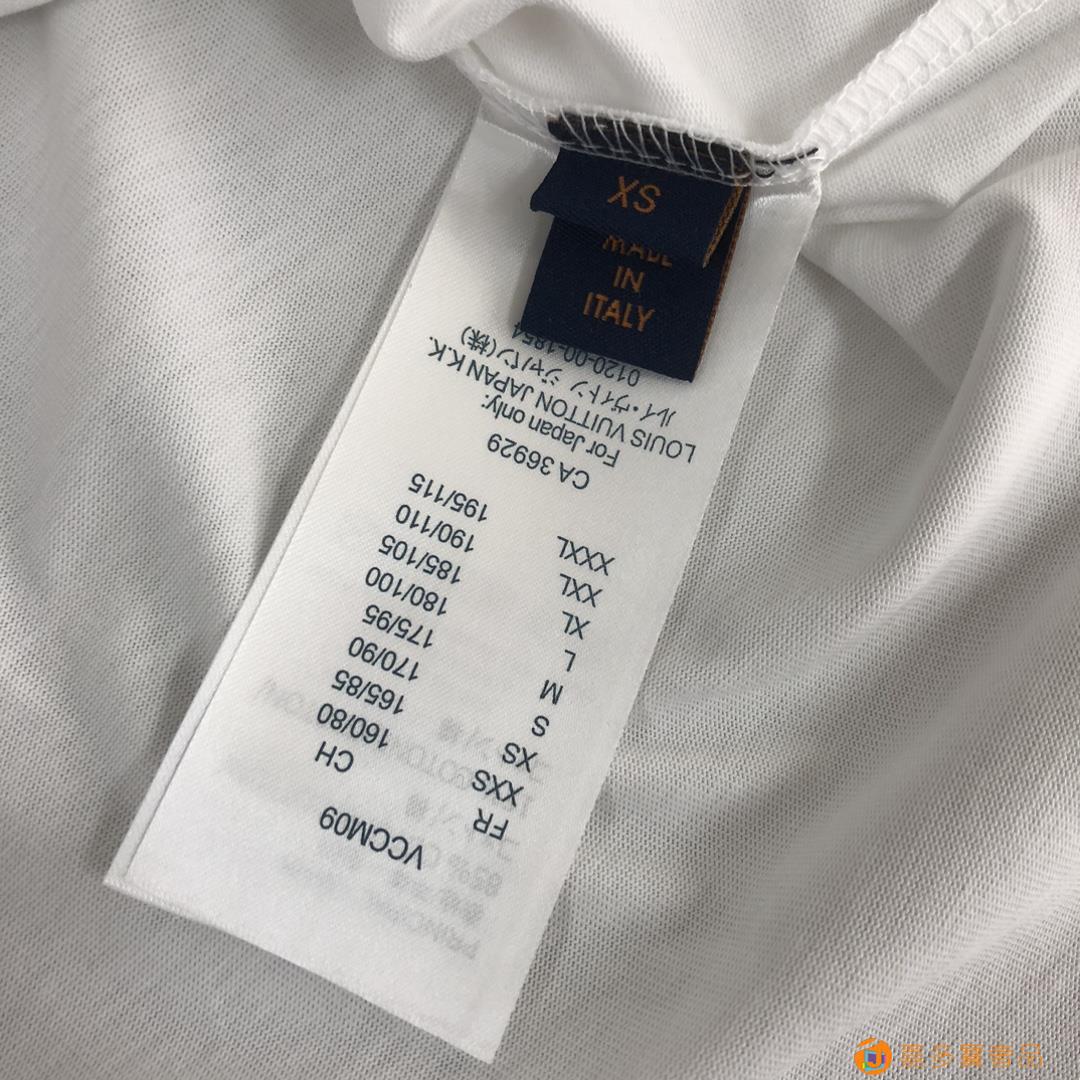 XS
MADE
IN
ITALY
VCCM09
FR CH
XXS 160/80
XS 165/85
S 170/90
M 175/95
L 180/100
XL 185/105
XXL 190/110
XXXL 195/115
CA 36929
For Japan only:
LOUIS VUITTON JAPAN K.K.
ルイ・ヴィトン ジャパン(株)
0120-00-1854